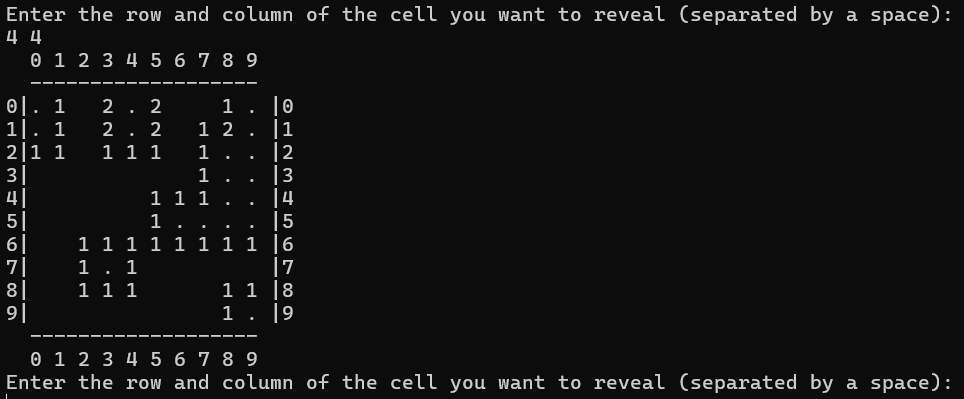 Enter the row and column of the cell you want to reveal (separated by a space):
4 4
  0 1 2 3 4 5 6 7 8 9
  -------------------
0|. 1   2 . 2     1 . |0
1|. 1   2 . 2   1 2 . |1
2|1 1   1 1 1   1 . . |2
3|              1 . . |3
4|          1 1 1 . . |4
5|          1 . . . . |5
6|    1 1 1 1 1 1 1 1 |6
7|    1 . 1           |7
8|    1 1 1       1 1 |8
9|                1 . |9
  -------------------
  0 1 2 3 4 5 6 7 8 9
Enter the row and column of the cell you want to reveal (separated by a space):